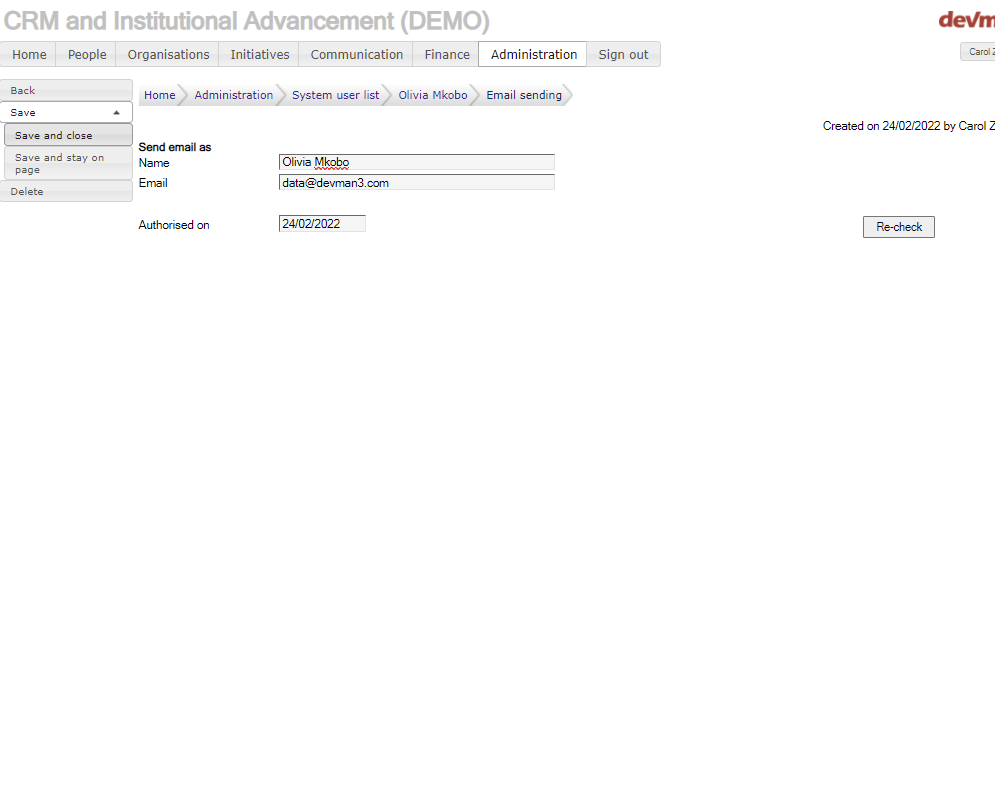 CRM and Institutional Advancement (DEMO)
devm
Home People Organisations Initiatives Communication Finance Administration Sign out
Carol Z
Back
Home Administration System user list Olivia Mkobo Email sending
Save
Save and close
Save and stay on
page
Delete
Created on 24/02/2022 by Carol Z
Send email as
Name Olivia Mkobo
Email data@devman3.com
Authorised on 24/02/2022
Re-check